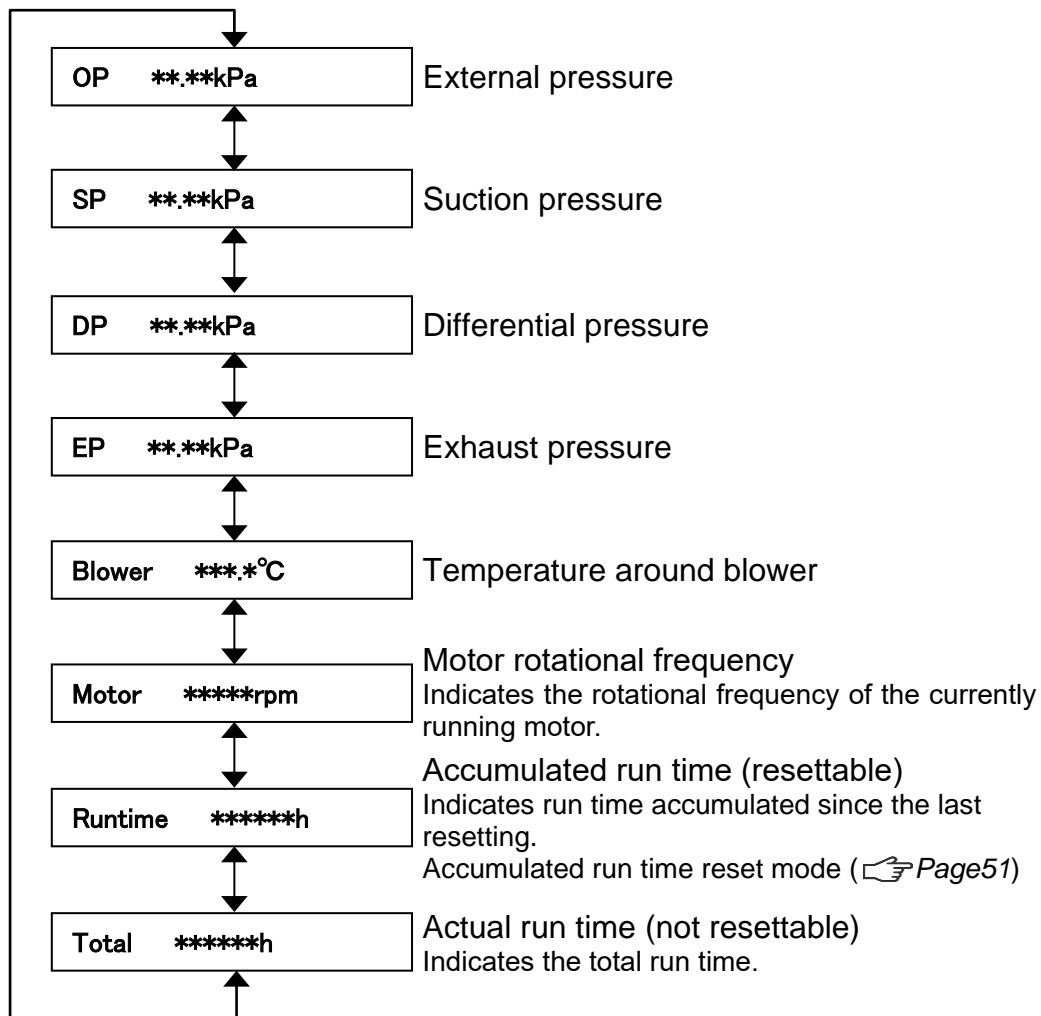 OP **.**kPa External pressure
SP **.**kPa Suction pressure
DP **.**kPa Differential pressure
EP **.**kPa Exhaust pressure
Blower ***.*℃ Temperature around blower
Motor *****rpm
Motor rotational frequency
Indicates the rotational frequency of the currently
running motor.
Runtime ******h
Accumulated run time (resettable)
Indicates run time accumulated since the last
resetting.
Accumulated run time reset mode (☞Page51)
Total ******h
Actual run time (not resettable)
Indicates the total run time.